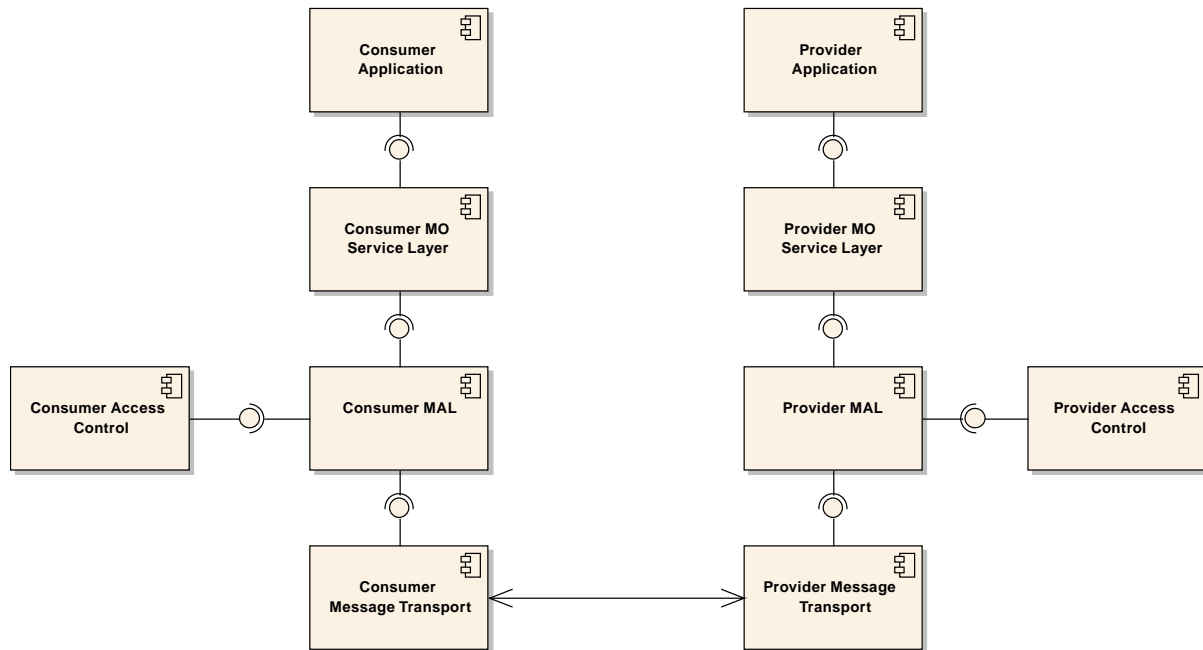 Consumer
Application
Provider
Application
Consumer MO
Service Layer
Provider MO
Service Layer
Consumer Access
Control
Consumer MAL
Provider MAL
Provider Access
Control
Consumer
Message Transport
Provider Message
Transport